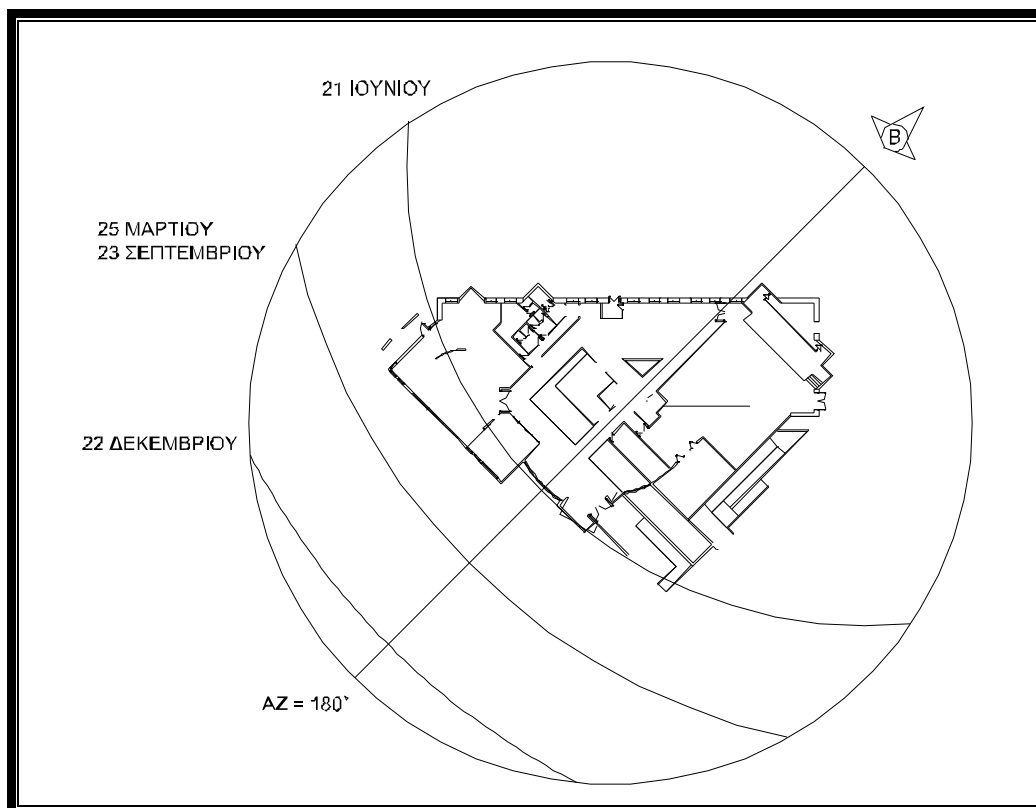 21 ΙΟΥΝΙΟΥ
Β
25 ΜΑΡΤΙΟΥ
23 ΣΕΠΤΕΜΒΡΙΟΥ
22 ΔΕΚΕΜΒΡΙΟΥ
AZ = 180°